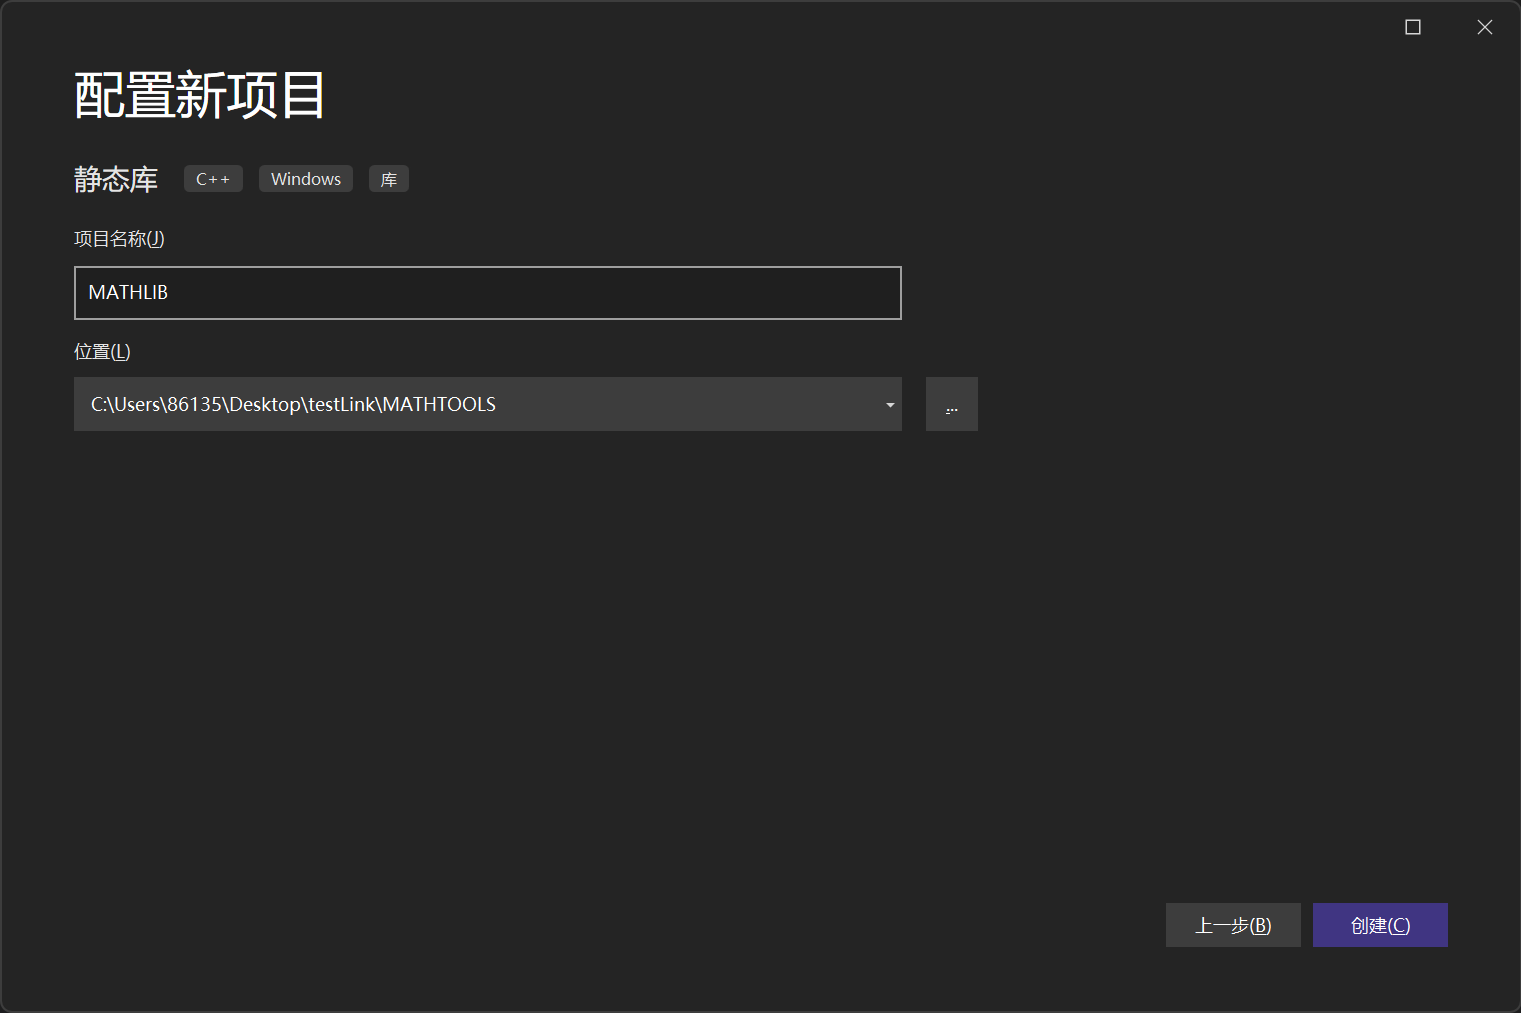 配置新项目
静态库 C++ Windows 库
项目名称(J)
MATHLIB
位置(L)
C:\Users\86135\Desktop\testLink\MATHTOOLS ...
上一步(B) 创建(C)